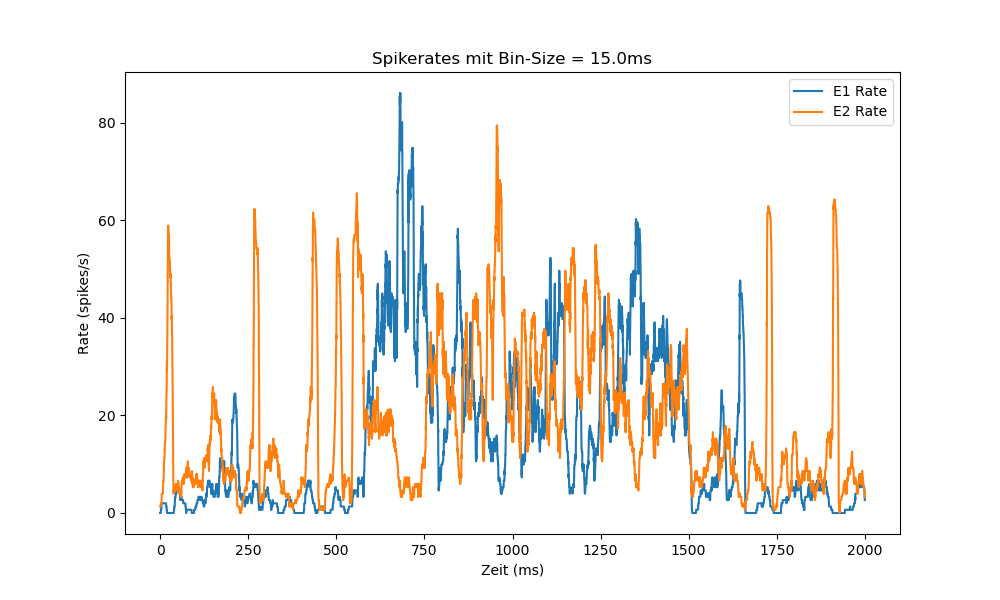 Spikerates mit Bin-Size = 15.0ms
E1 Rate
E2 Rate
Rate (spikes/s)
80
60
40
20
0
0 250 500 750 1000 1250 1500 1750 2000
Zeit (ms)